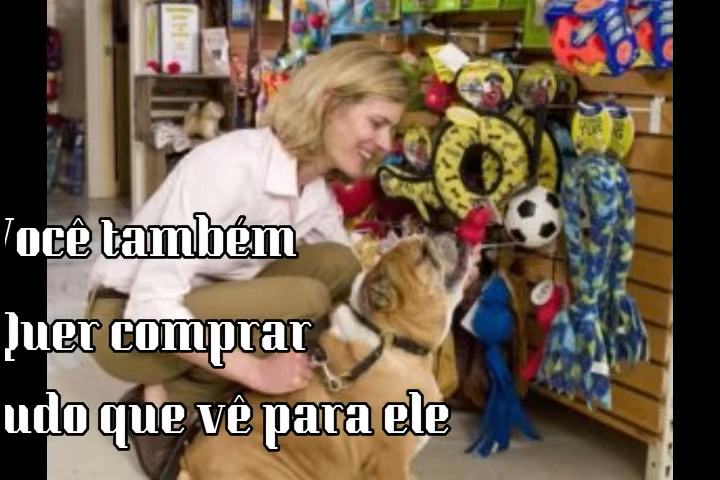 Você também
Quer comprar
udo que vê para ele